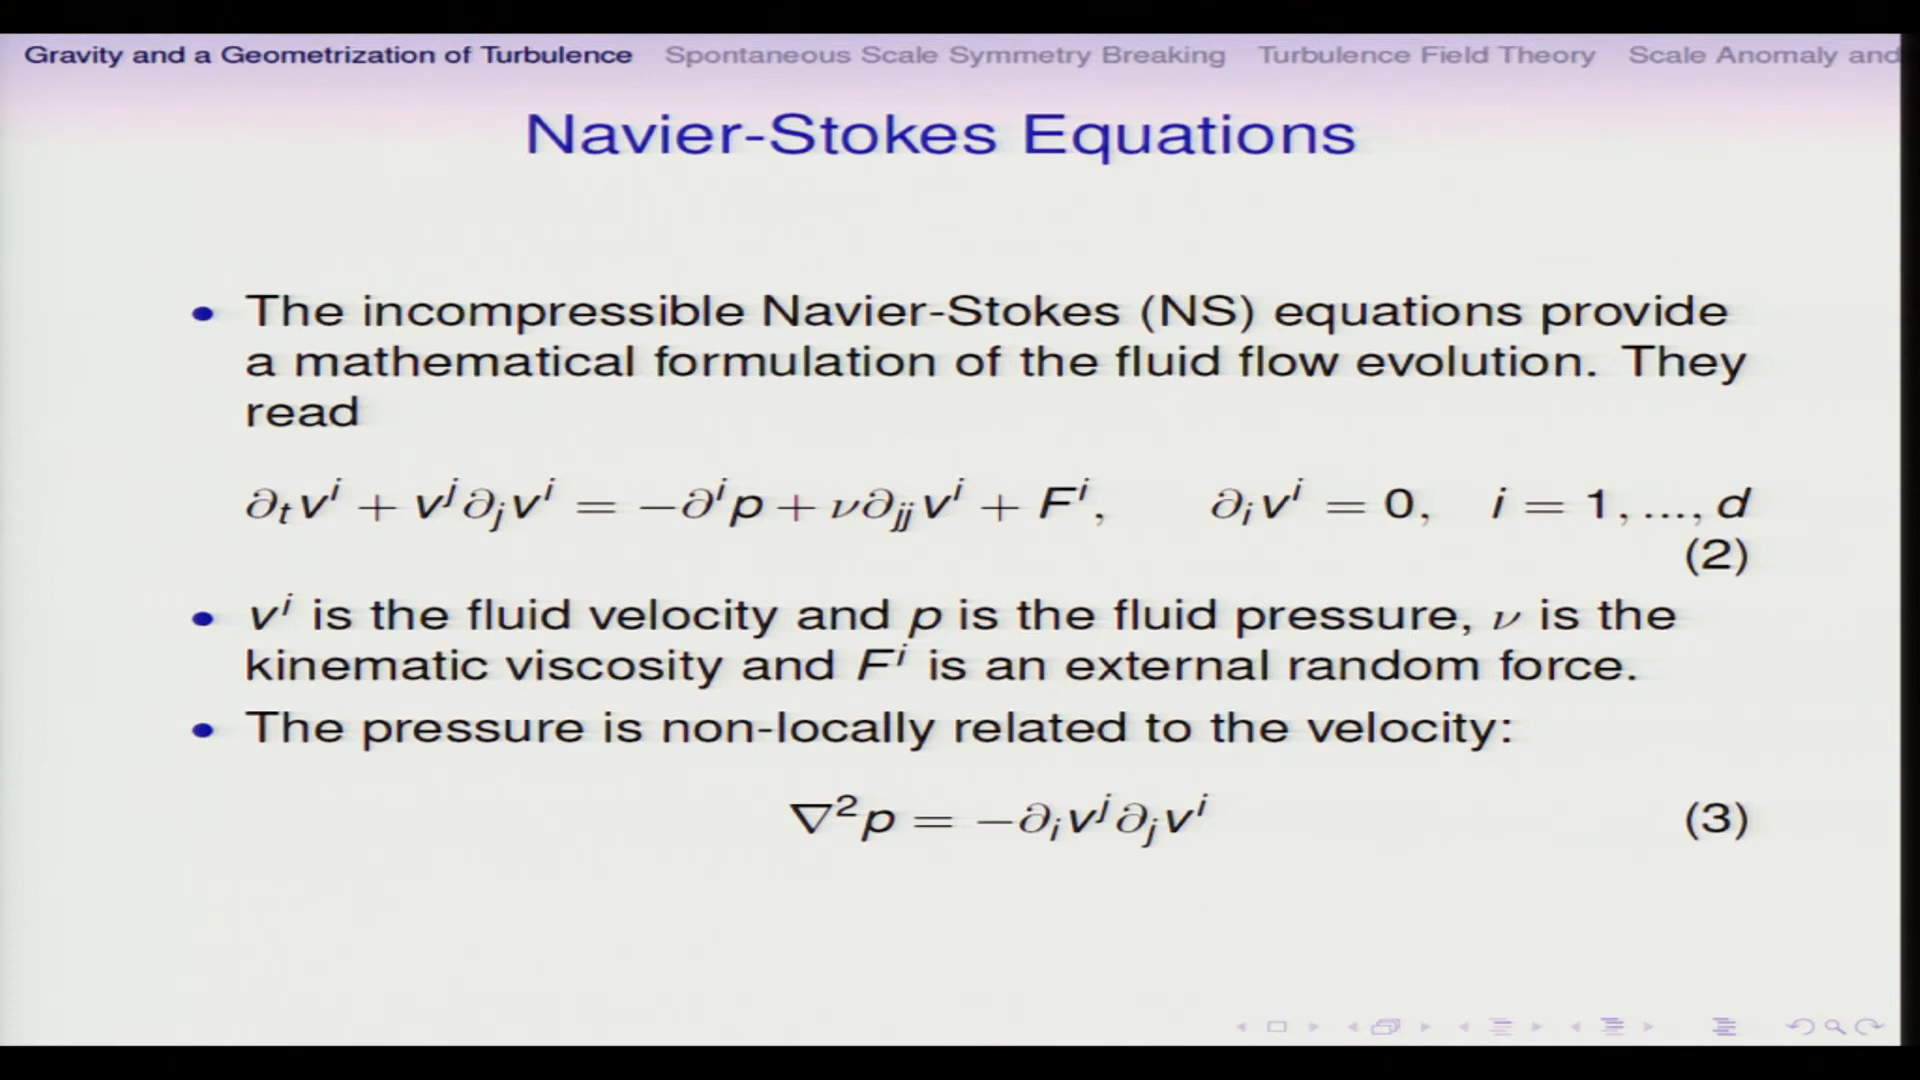 Gravity and a Geometrization of Turbulence Spontaneous Scale Symmetry Breaking Turbulence Field Theory Scale Anomaly and
Navier-Stokes Equations
• The incompressible Navier-Stokes (NS) equations provide
a mathematical formulation of the fluid flow evolution. They
read
∂ₜvⁱ + vʲ∂ⱼvⁱ = −∂ⁱp + ν∂ⱼⱼvⁱ + Fⁱ, ∂ᵢvⁱ = 0, i = 1, ..., d
(2)
• vⁱ is the fluid velocity and p is the fluid pressure, ν is the
kinematic viscosity and Fⁱ is an external random force.
• The pressure is non-locally related to the velocity:
∇²p = −∂ᵢvʲ∂ⱼvⁱ (3)